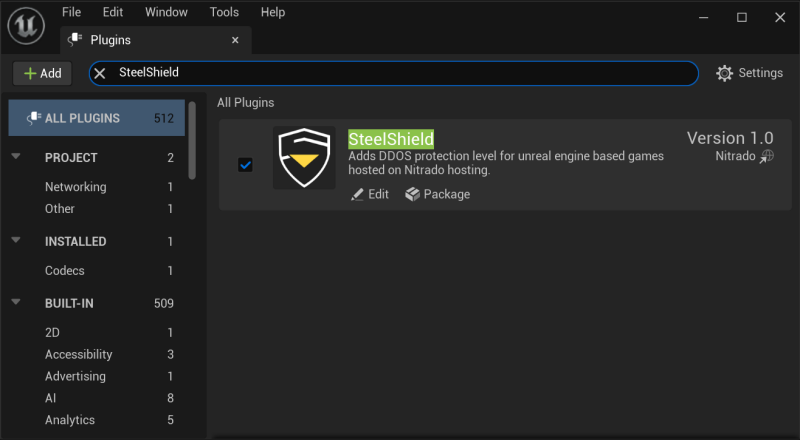 File Edit Window Tools Help
Plugins
Add
SteelShield
Settings
ALL PLUGINS 512
PROJECT 2
Networking 1
Other 1
INSTALLED 1
Codecs 1
BUILT-IN 509
2D 1
Accessibility 3
Advertising 1
AI 8
Analytics 5
All Plugins
SteelShield
Version 1.0
Adds DDOS protection level for unreal engine based games
hosted on Nitrado hosting.
Nitrado
Edit Package